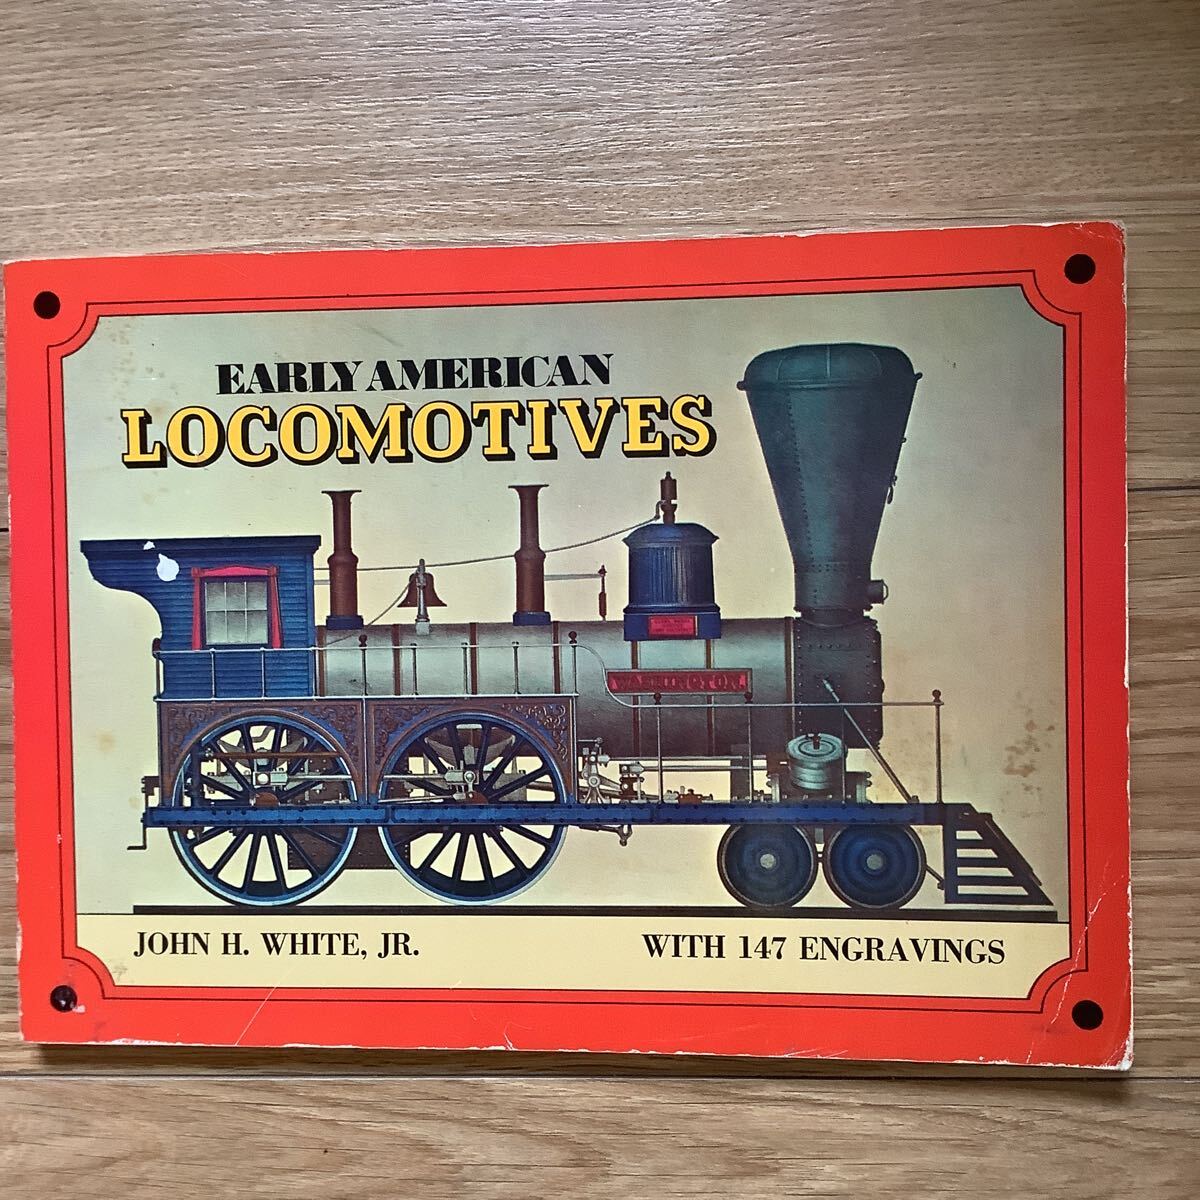 EARLY AMERICAN
LOCOMOTIVES
WASHINGTON.
JOHN H. WHITE, JR.
WITH 147 ENGRAVINGS